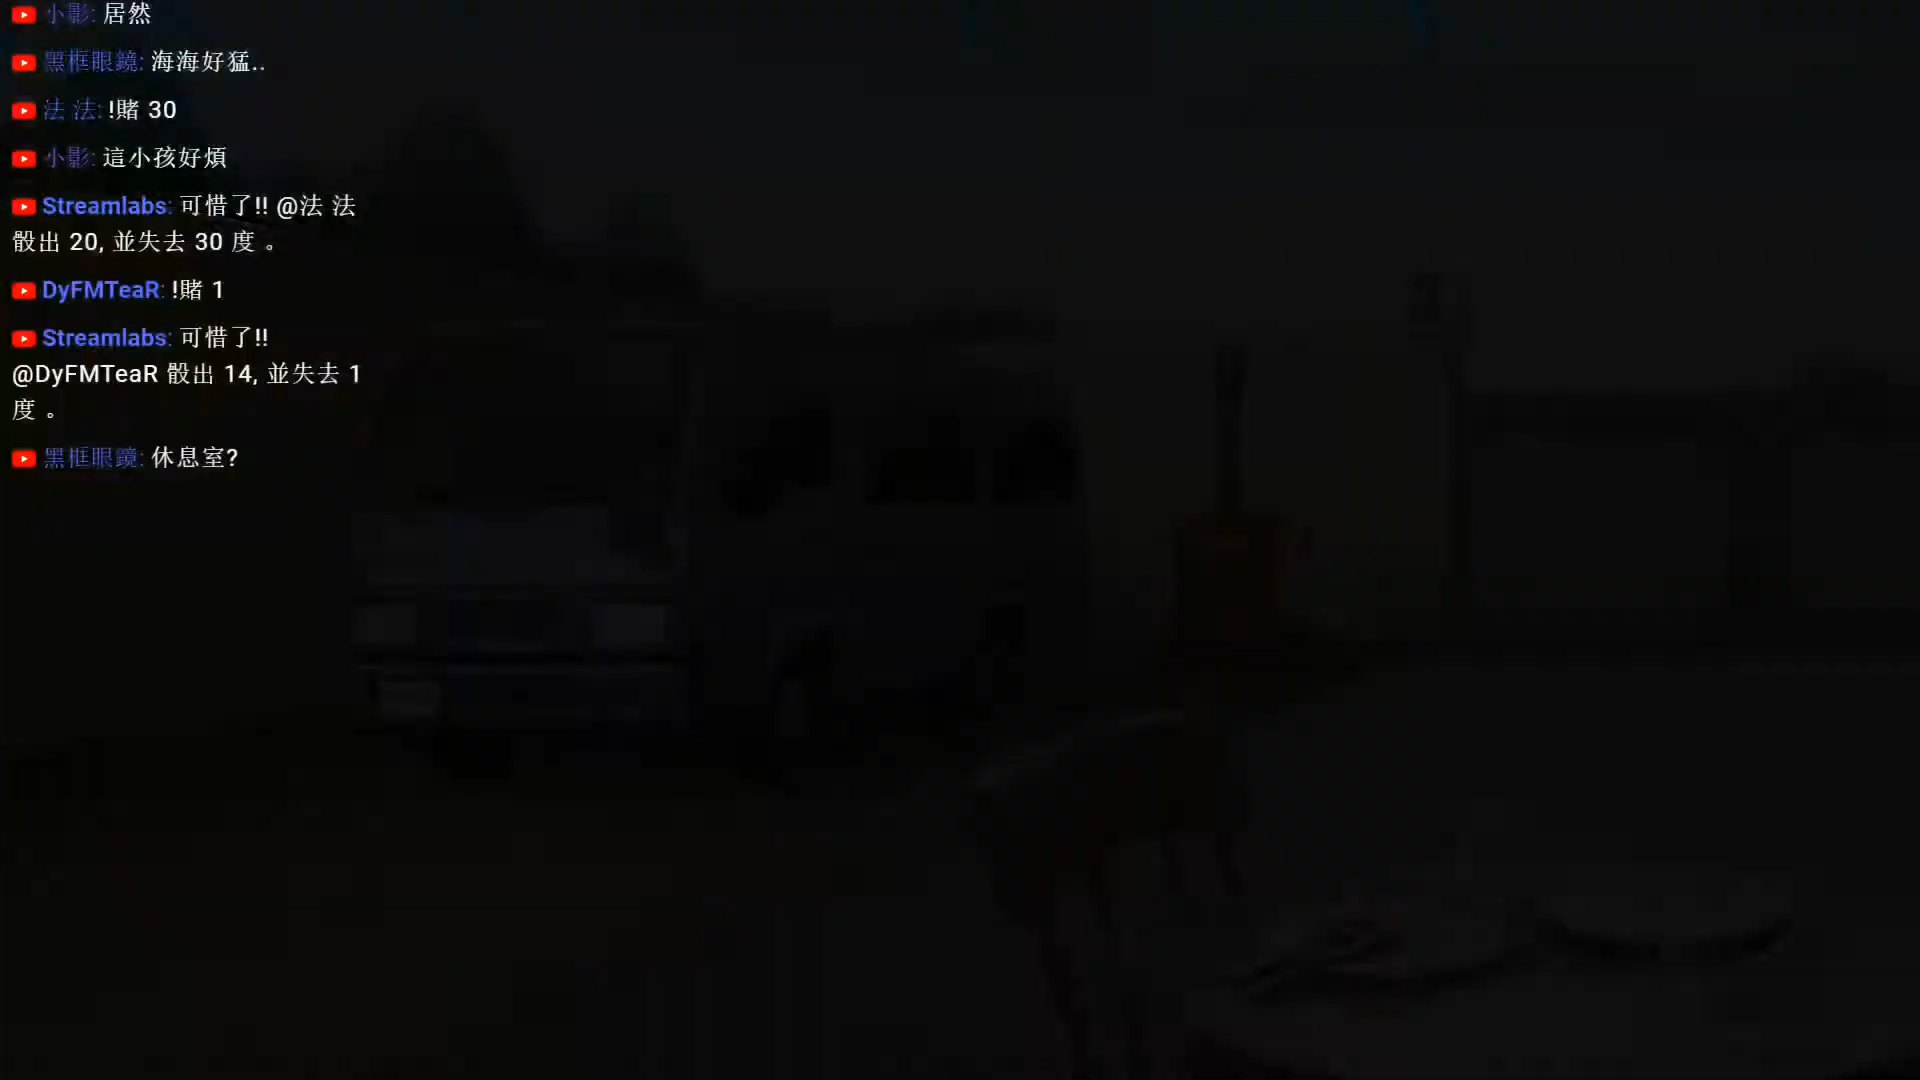 小影: 居然
黑框眼鏡: 海海好猛..
法 法: !賭 30
小影: 這小孩好煩
Streamlabs: 可惜了!! @法 法
骰出 20, 並失去 30 度 。
DyFMTeaR: !賭 1
Streamlabs: 可惜了!!
@DyFMTeaR 骰出 14, 並失去 1
度 。
黑框眼鏡: 休息室?